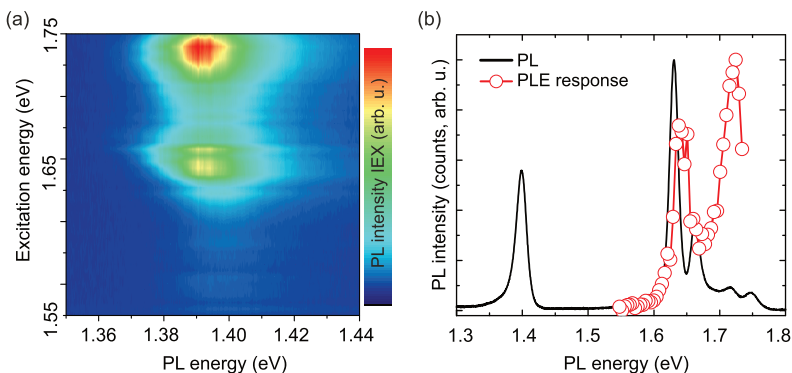 (a)
1.75
1.65
1.55
Excitation energy (eV)
1.36
1.38
1.40
1.42
1.44
PL energy (eV)
PL intensity IEX (arb. u.)
(b)
PL
PLE response
PL intensity (counts, arb. u.)
1.3
1.4
1.5
1.6
1.7
1.8
PL energy (eV)